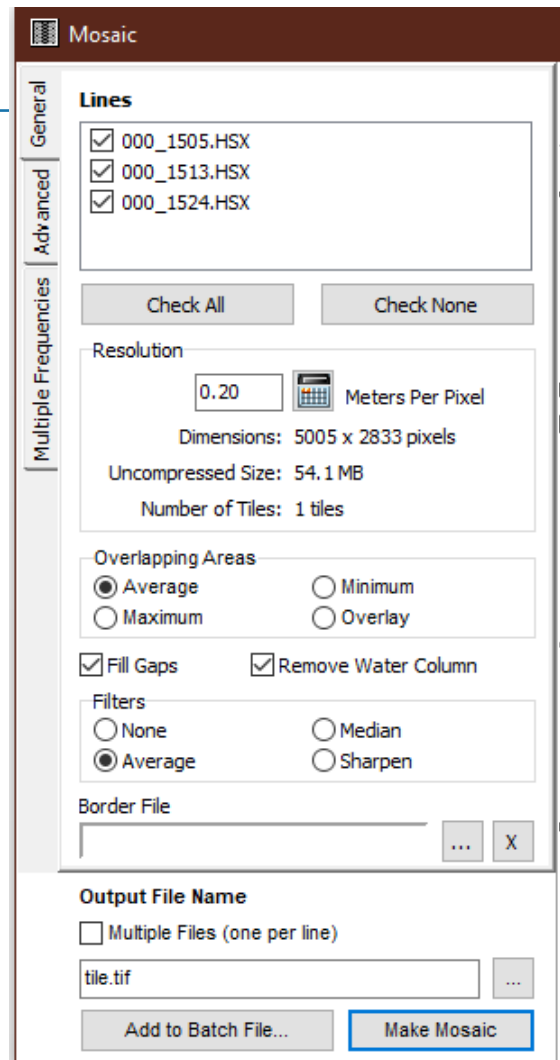 Mosaic
General
Advanced
Multiple Frequencies
Lines
000_1505.HSX
000_1513.HSX
000_1524.HSX
Check All Check None
Resolution
0.20 Meters Per Pixel
Dimensions: 5005 x 2833 pixels
Uncompressed Size: 54.1 MB
Number of Tiles: 1 tiles
Overlapping Areas
Average Minimum
Maximum Overlay
Fill Gaps Remove Water Column
Filters
None Median
Average Sharpen
Border File
... X
Output File Name
Multiple Files (one per line)
tile.tif ...
Add to Batch File... Make Mosaic